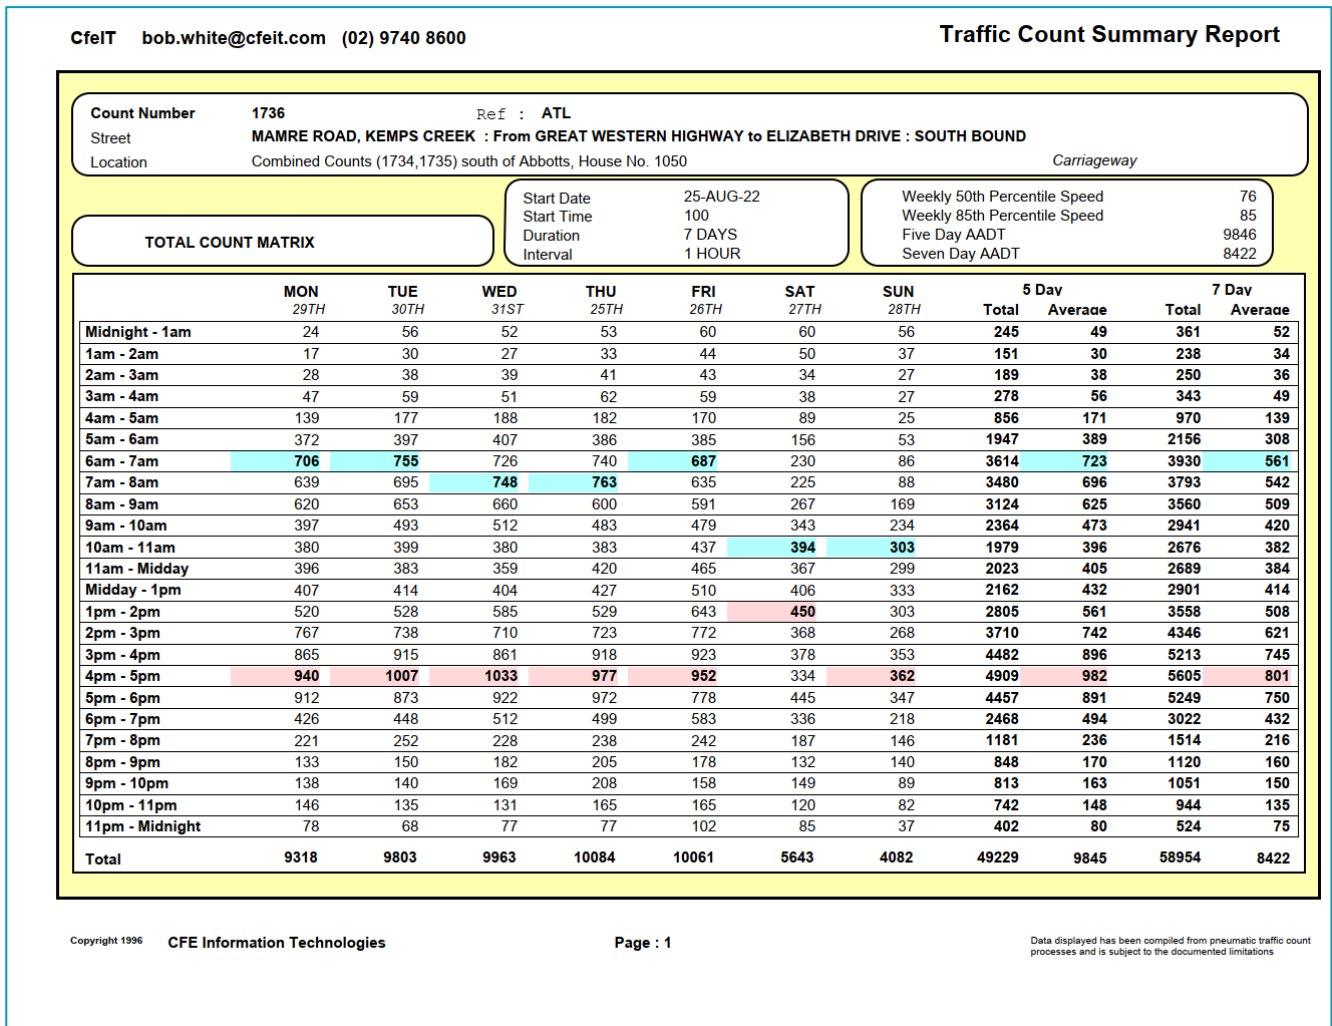 CfeIT bob.white@cfeit.com (02) 9740 8600
Traffic Count Summary Report
Count Number 1736 Ref : ATL
Street MAMRE ROAD, KEMPS CREEK : From GREAT WESTERN HIGHWAY to ELIZABETH DRIVE : SOUTH BOUND
Location Combined Counts (1734,1735) south of Abbotts, House No. 1050 Carriageway
TOTAL COUNT MATRIX
Start Date 25-AUG-22
Start Time 100
Duration 7 DAYS
Interval 1 HOUR
Weekly 50th Percentile Speed 76
Weekly 85th Percentile Speed 85
Five Day AADT 9846
Seven Day AADT 8422
MON TUE WED THU FRI SAT SUN 5 Day 7 Day
29TH 30TH 31ST 25TH 26TH 27TH 28TH Total Average Total Average
Midnight - 1am 24 56 52 53 60 60 56 245 49 361 52
1am - 2am 17 30 27 33 44 50 37 151 30 238 34
2am - 3am 28 38 39 41 43 34 27 189 38 250 36
3am - 4am 47 59 51 62 59 38 27 278 56 343 49
4am - 5am 139 177 188 182 170 89 25 856 171 970 139
5am - 6am 372 397 407 386 385 156 53 1947 389 2156 308
6am - 7am 706 755 726 740 687 230 86 3614 723 3930 561
7am - 8am 639 695 748 763 635 225 88 3480 696 3793 542
8am - 9am 620 653 660 600 591 267 169 3124 625 3560 509
9am - 10am 397 493 512 483 479 343 234 2364 473 2941 420
10am - 11am 380 399 380 383 437 394 303 1979 396 2676 382
11am - Midday 396 383 359 420 465 367 299 2023 405 2689 384
Midday - 1pm 407 414 404 427 510 406 333 2162 432 2901 414
1pm - 2pm 520 528 585 529 643 450 303 2805 561 3558 508
2pm - 3pm 767 738 710 723 772 368 268 3710 742 4346 621
3pm - 4pm 865 915 861 918 923 378 353 4482 896 5213 745
4pm - 5pm 940 1007 1033 977 952 334 362 4909 982 5605 801
5pm - 6pm 912 873 922 972 778 445 347 4457 891 5249 750
6pm - 7pm 426 448 512 499 583 336 218 2468 494 3022 432
7pm - 8pm 221 252 228 238 242 187 146 1181 236 1514 216
8pm - 9pm 133 150 182 205 178 132 140 848 170 1120 160
9pm - 10pm 138 140 169 208 158 149 89 813 163 1051 150
10pm - 11pm 146 135 131 165 165 120 82 742 148 944 135
11pm - Midnight 78 68 77 77 102 85 37 402 80 524 75
Total 9318 9803 9963 10084 10061 5643 4082 49229 9845 58954 8422
Copyright 1996 CFE Information Technologies
Page : 1
Data displayed has been compiled from pneumatic traffic count
processes and is subject to the documented limitations